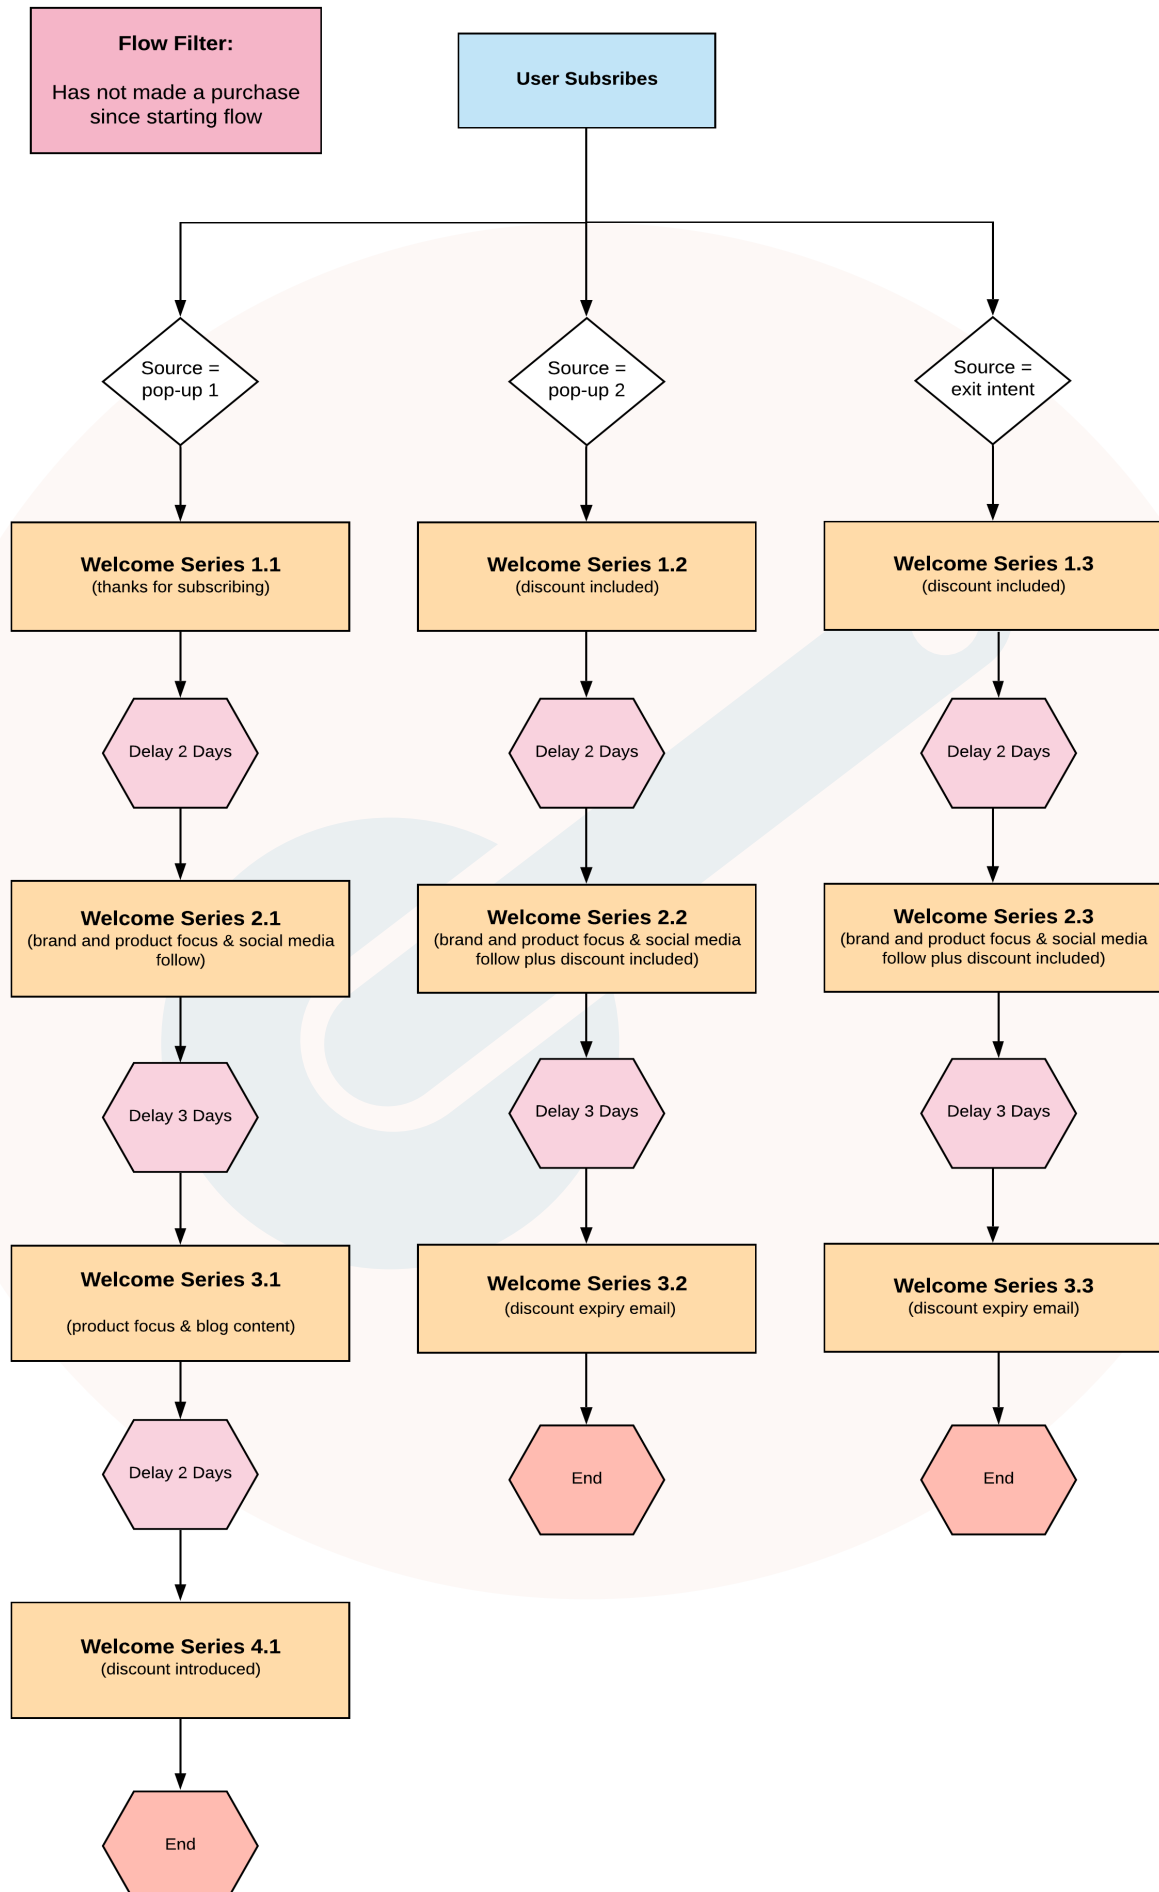 Flow Filter:
Has not made a purchase
since starting flow
User Subsribes
Source =
pop-up 1
Source =
pop-up 2
Source =
exit intent
Welcome Series 1.1
(thanks for subscribing)
Welcome Series 1.2
(discount included)
Welcome Series 1.3
(discount included)
Delay 2 Days
Delay 2 Days
Delay 2 Days
Welcome Series 2.1
(brand and product focus & social media
follow)
Welcome Series 2.2
(brand and product focus & social media
follow plus discount included)
Welcome Series 2.3
(brand and product focus & social media
follow plus discount included)
Delay 3 Days
Delay 3 Days
Delay 3 Days
Welcome Series 3.1
(product focus & blog content)
Welcome Series 3.2
(discount expiry email)
Welcome Series 3.3
(discount expiry email)
Delay 2 Days
End
End
Welcome Series 4.1
(discount introduced)
End